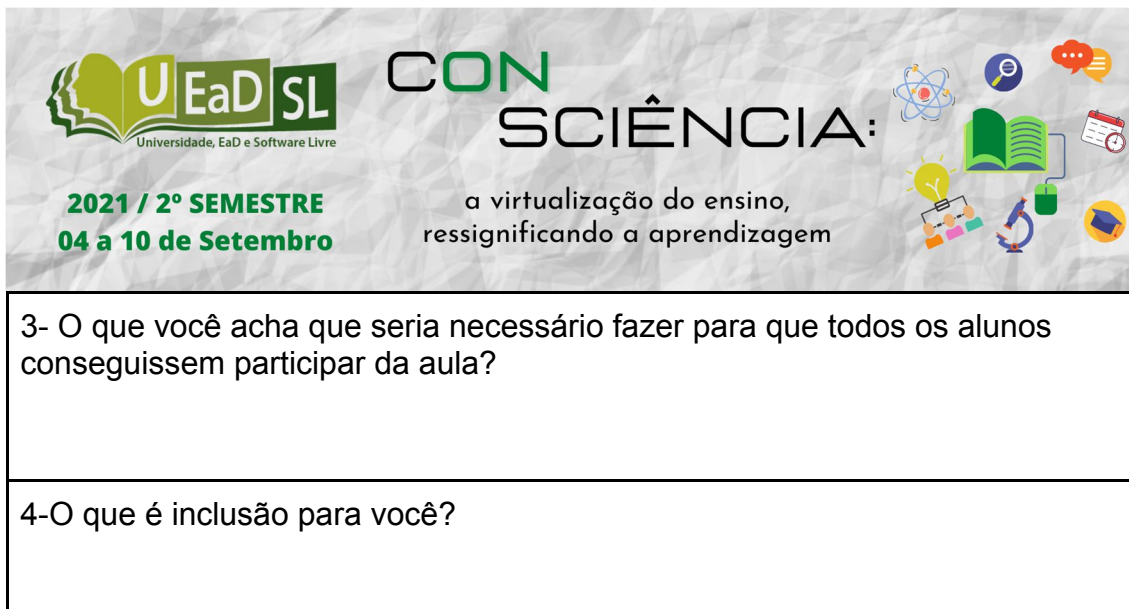 UEaD SL
Universidade, EaD e Software Livre
2021 / 2º SEMESTRE
04 a 10 de Setembro
CON
SCIÊNCIA:
a virtualização do ensino,
ressignificando a aprendizagem
3- O que você acha que seria necessário fazer para que todos os alunos
conseguissem participar da aula?
4-O que é inclusão para você?